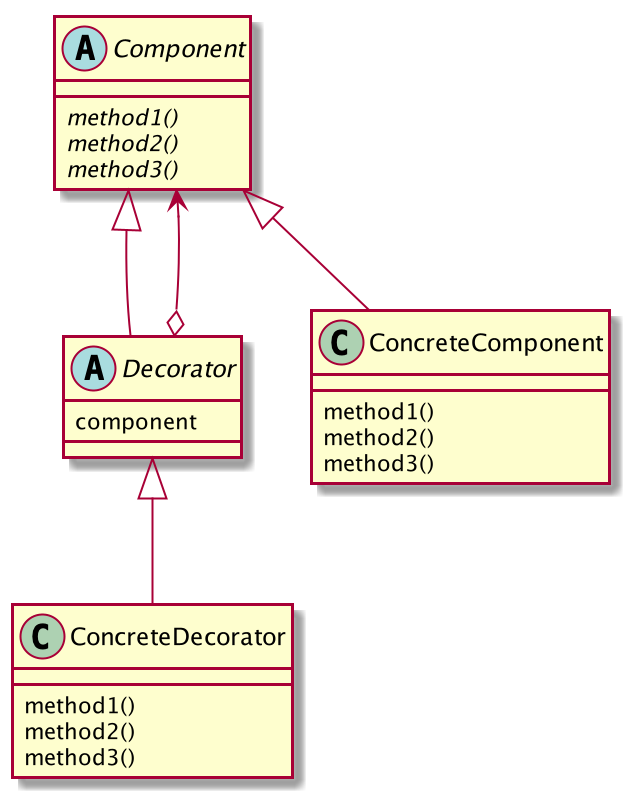 A Component
method1()
method2()
method3()
A Decorator
component
C ConcreteComponent
method1()
method2()
method3()
C ConcreteDecorator
method1()
method2()
method3()